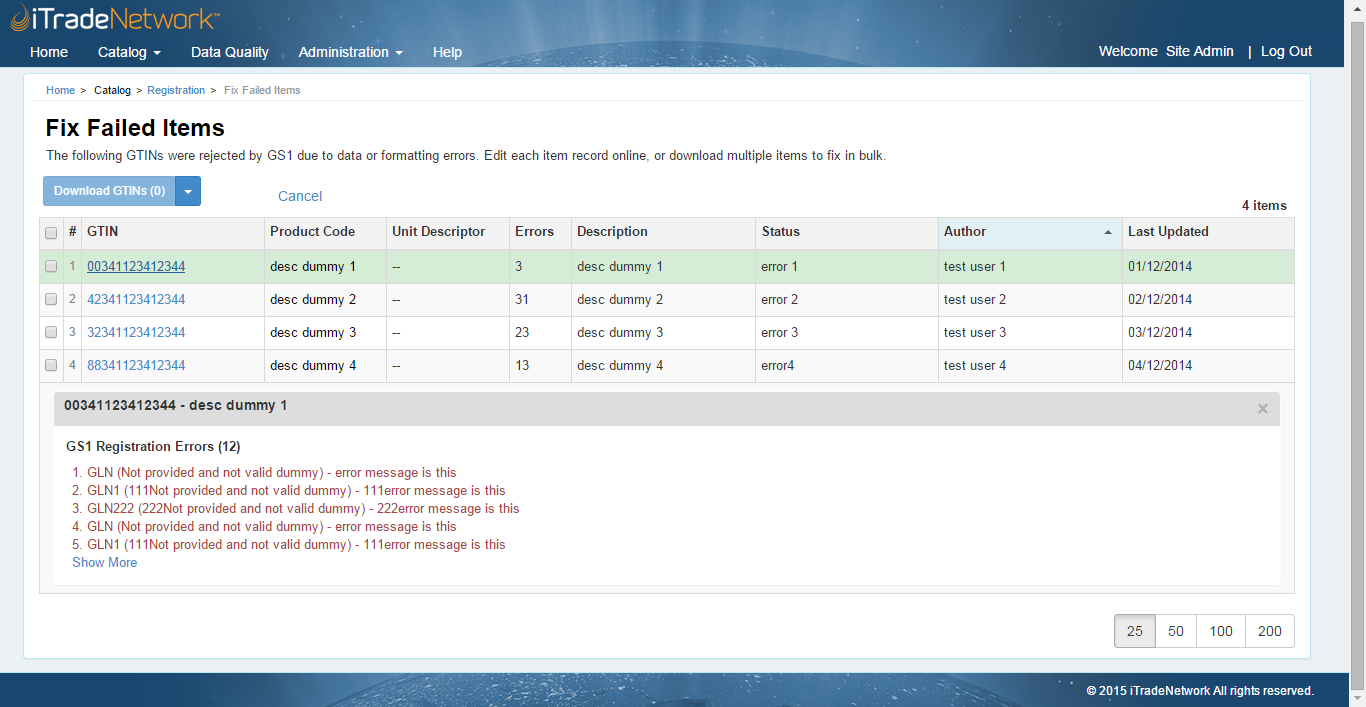 iTradeNetwork™
Home Catalog Data Quality Administration Help Welcome Site Admin | Log Out
Home > Catalog > Registration > Fix Failed Items
Fix Failed Items
The following GTINs were rejected by GS1 due to data or formatting errors. Edit each item record online, or download multiple items to fix in bulk.
Download GTINs (0) Cancel
4 items
# GTIN Product Code Unit Descriptor Errors Description Status Author Last Updated
1 00341123412344 desc dummy 1 -- 3 desc dummy 1 error 1 test user 1 01/12/2014
2 42341123412344 desc dummy 2 -- 31 desc dummy 2 error 2 test user 2 02/12/2014
3 32341123412344 desc dummy 3 -- 23 desc dummy 3 error 3 test user 3 03/12/2014
4 88341123412344 desc dummy 4 -- 13 desc dummy 4 error4 test user 4 04/12/2014
00341123412344 - desc dummy 1 ×
GS1 Registration Errors (12)
1. GLN (Not provided and not valid dummy) - error message is this
2. GLN1 (111Not provided and not valid dummy) - 111error message is this
3. GLN222 (222Not provided and not valid dummy) - 222error message is this
4. GLN (Not provided and not valid dummy) - error message is this
5. GLN1 (111Not provided and not valid dummy) - 111error message is this
Show More
25 50 100 200
© 2015 iTradeNetwork All rights reserved.